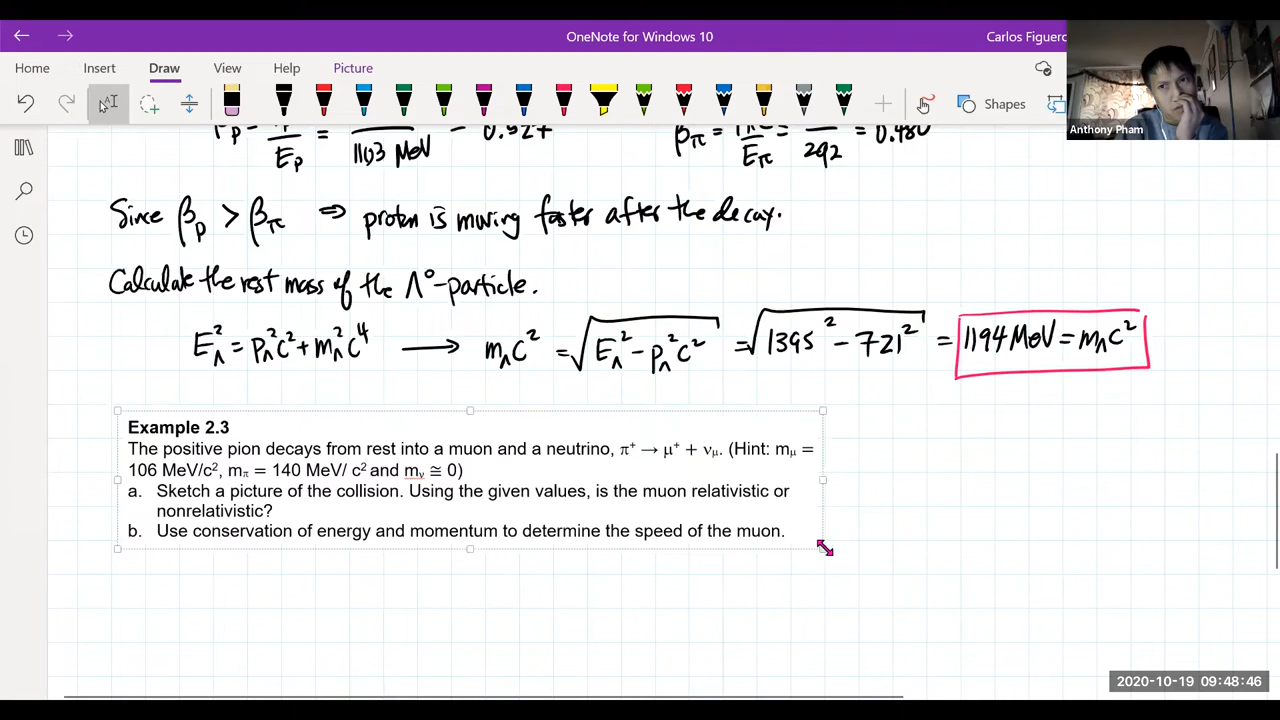 OneNote for Windows 10
Carlos Figueroa
Anthony Pham
Home Insert Draw View Help Picture
Shapes
= 1103 MeV = 0.527
E_p
β_π = = 292 = 0.480
E_π
Since β_p > β_π ⇒ proton is moving faster after the decay.
Calculate the rest mass of the Λ⁰-particle.
E_Λ² = p_Λ²c² + m_Λ²c⁴ ⟶ m_Λc² = √(E_Λ² − p_Λ²c²) = √(1395² − 721²) = 1194 MeV = m_Λc²
Example 2.3
The positive pion decays from rest into a muon and a neutrino, π⁺ → μ⁺ + ν_μ. (Hint: m_μ =
106 MeV/c², m_π = 140 MeV/ c² and m_ν ≅ 0)
a. Sketch a picture of the collision. Using the given values, is the muon relativistic or
nonrelativistic?
b. Use conservation of energy and momentum to determine the speed of the muon.
2020-10-19 09:48:46